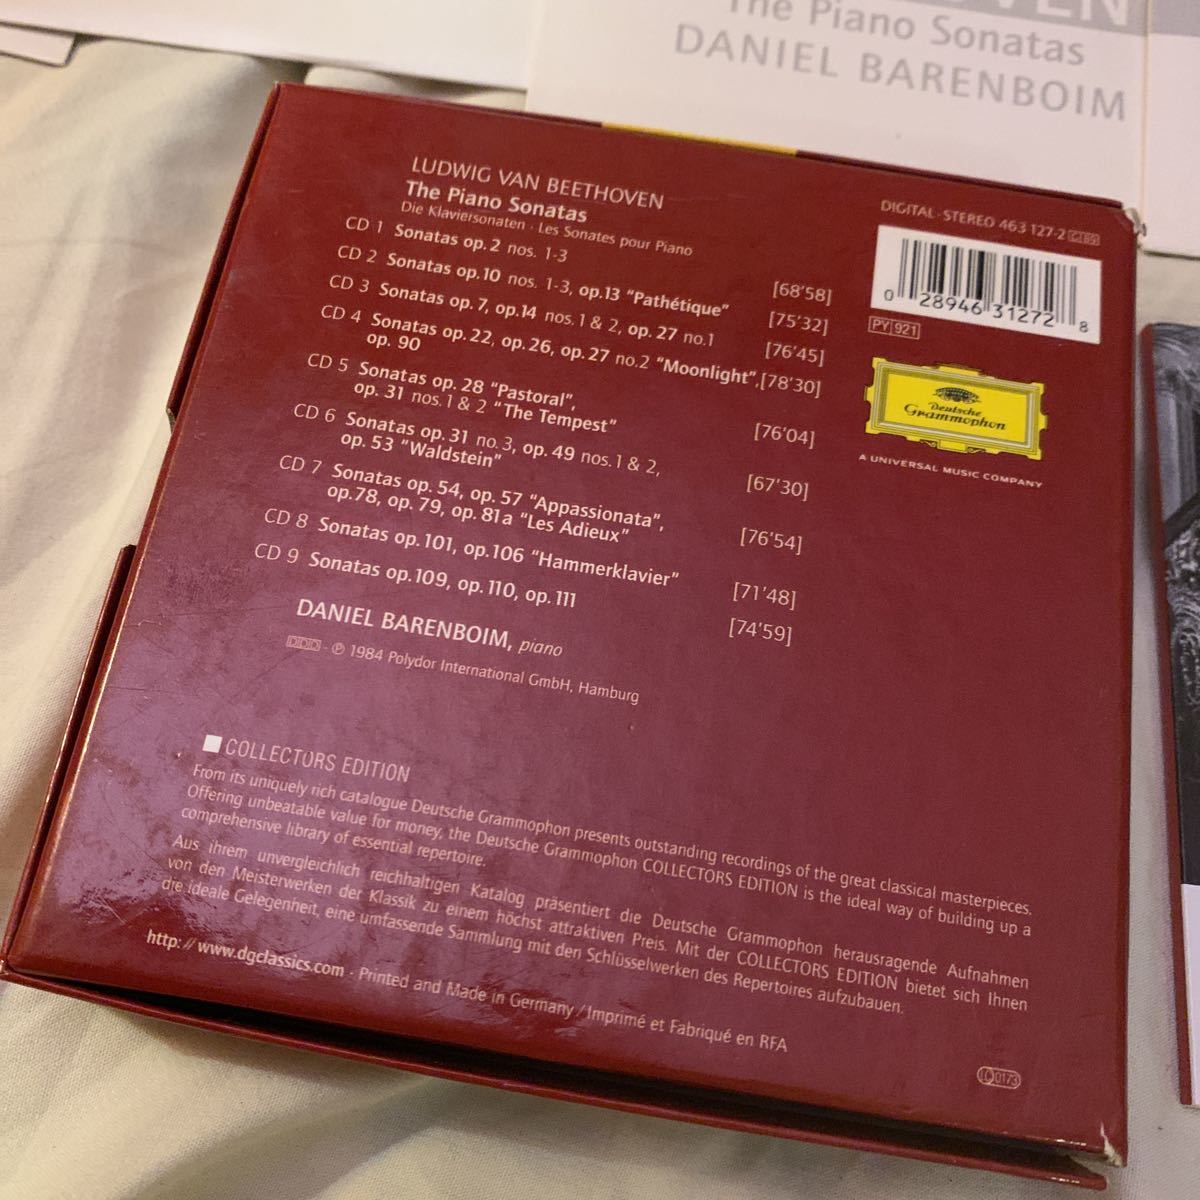 The Piano Sonatas
DANIEL BARENBOIM
LUDWIG VAN BEETHOVEN
The Piano Sonatas
Die Klaviersonaten · Les Sonates pour Piano
CD 1 Sonatas op. 2 nos. 1-3 [68'58]
CD 2 Sonatas op. 10 nos. 1-3, op. 13 "Pathétique" [75'32]
CD 3 Sonatas op. 7, op. 14 nos. 1 & 2, op. 27 no. 1 [76'45]
CD 4 Sonatas op. 22, op. 26, op. 27 no. 2 "Moonlight", [78'30]
op. 90
CD 5 Sonatas op. 28 "Pastoral",
op. 31 nos. 1 & 2 "The Tempest" [76'04]
CD 6 Sonatas op. 31 no. 3, op. 49 nos. 1 & 2,
op. 53 "Waldstein" [67'30]
CD 7 Sonatas op. 54, op. 57 "Appassionata",
op. 78, op. 79, op. 81a "Les Adieux" [76'54]
CD 8 Sonatas op. 101, op. 106 "Hammerklavier" [71'48]
CD 9 Sonatas op. 109, op. 110, op. 111 [74'59]
DANIEL BARENBOIM, piano
DDD - ℗ 1984 Polydor International GmbH, Hamburg
DIGITAL · STEREO 463 127-2
0 28946 31272 8
PY 921
Deutsche
Grammophon
A UNIVERSAL MUSIC COMPANY
COLLECTORS EDITION
From its uniquely rich catalogue Deutsche Grammophon presents outstanding recordings of the great classical masterpieces.
Offering unbeatable value for money, the Deutsche Grammophon COLLECTORS EDITION is the ideal way of building up a
comprehensive library of essential repertoire.
Aus ihrem unvergleichlich reichhaltigen Katalog präsentiert die Deutsche Grammophon herausragende Aufnahmen
von den Meisterwerken der Klassik zu einem höchst attraktiven Preis. Mit der COLLECTORS EDITION bietet sich Ihnen
die ideale Gelegenheit, eine umfassende Sammlung mit den Schlüsselwerken des Repertoires aufzubauen.
http://www.dgclassics.com · Printed and Made in Germany / Imprimé et Fabriqué en RFA
LC 0173